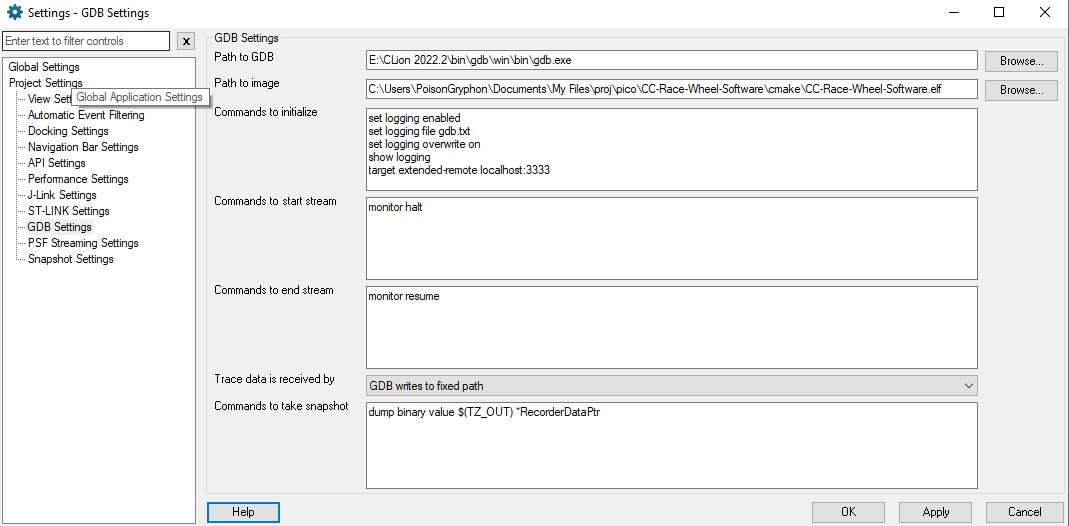 Settings - GDB Settings
Enter text to filter controls
x
Global Settings
Project Settings
View Sett
Global Application Settings
Automatic Event Filtering
Docking Settings
Navigation Bar Settings
API Settings
Performance Settings
J-Link Settings
ST-LINK Settings
GDB Settings
PSF Streaming Settings
Snapshot Settings
GDB Settings
Path to GDB
E:\CLion 2022.2\bin\gdb\win\bin\gdb.exe
Browse...
Path to image
C:\Users\PoisonGryphon\Documents\My Files\proj\pico\CC-Race-Wheel-Software\cmake\CC-Race-Wheel-Software.elf
Browse...
Commands to initialize
set logging enabled
set logging file gdb.txt
set logging overwrite on
show logging
target extended-remote localhost:3333
Commands to start stream
monitor halt
Commands to end stream
monitor resume
Trace data is received by
GDB writes to fixed path
Commands to take snapshot
dump binary value $(TZ_OUT) *RecorderDataPtr
Help
OK
Apply
Cancel